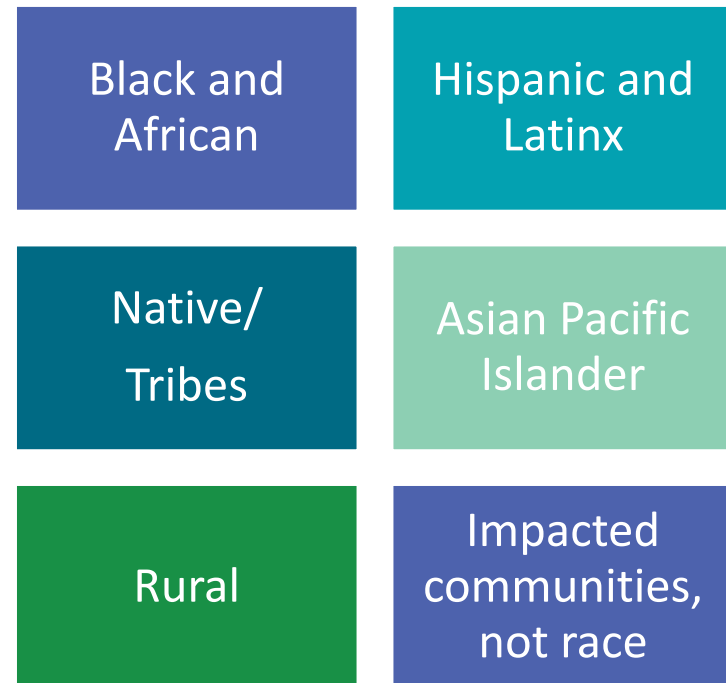 Black and
African
Hispanic and
Latinx
Native/
Tribes
Asian Pacific
Islander
Rural
Impacted
communities,
not race